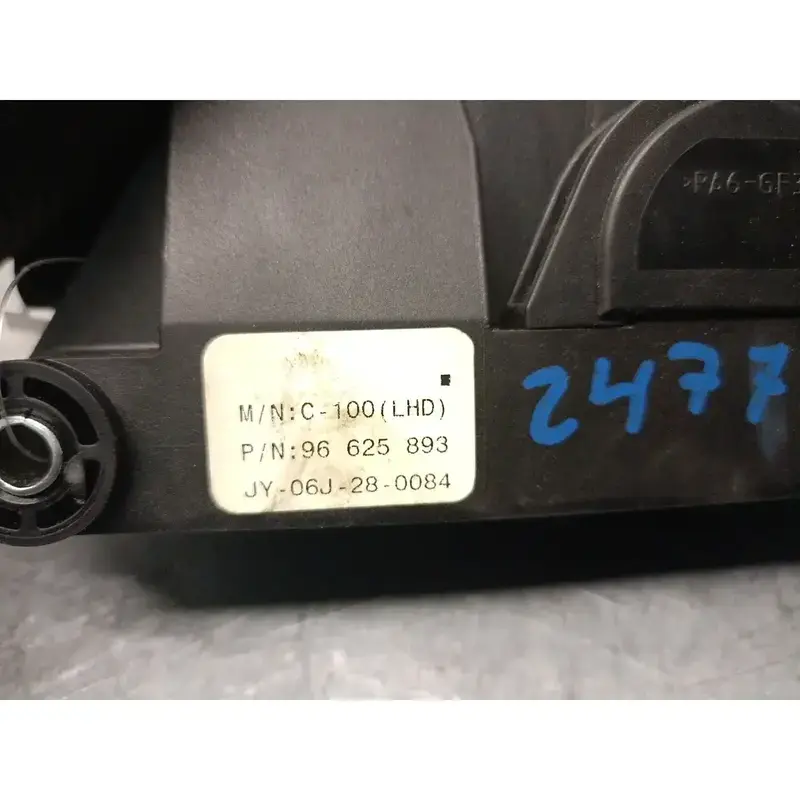 >PA6-GF3
M/N:C-100(LHD)
P/N:96 625 893
JY-06J-28-0084
2477